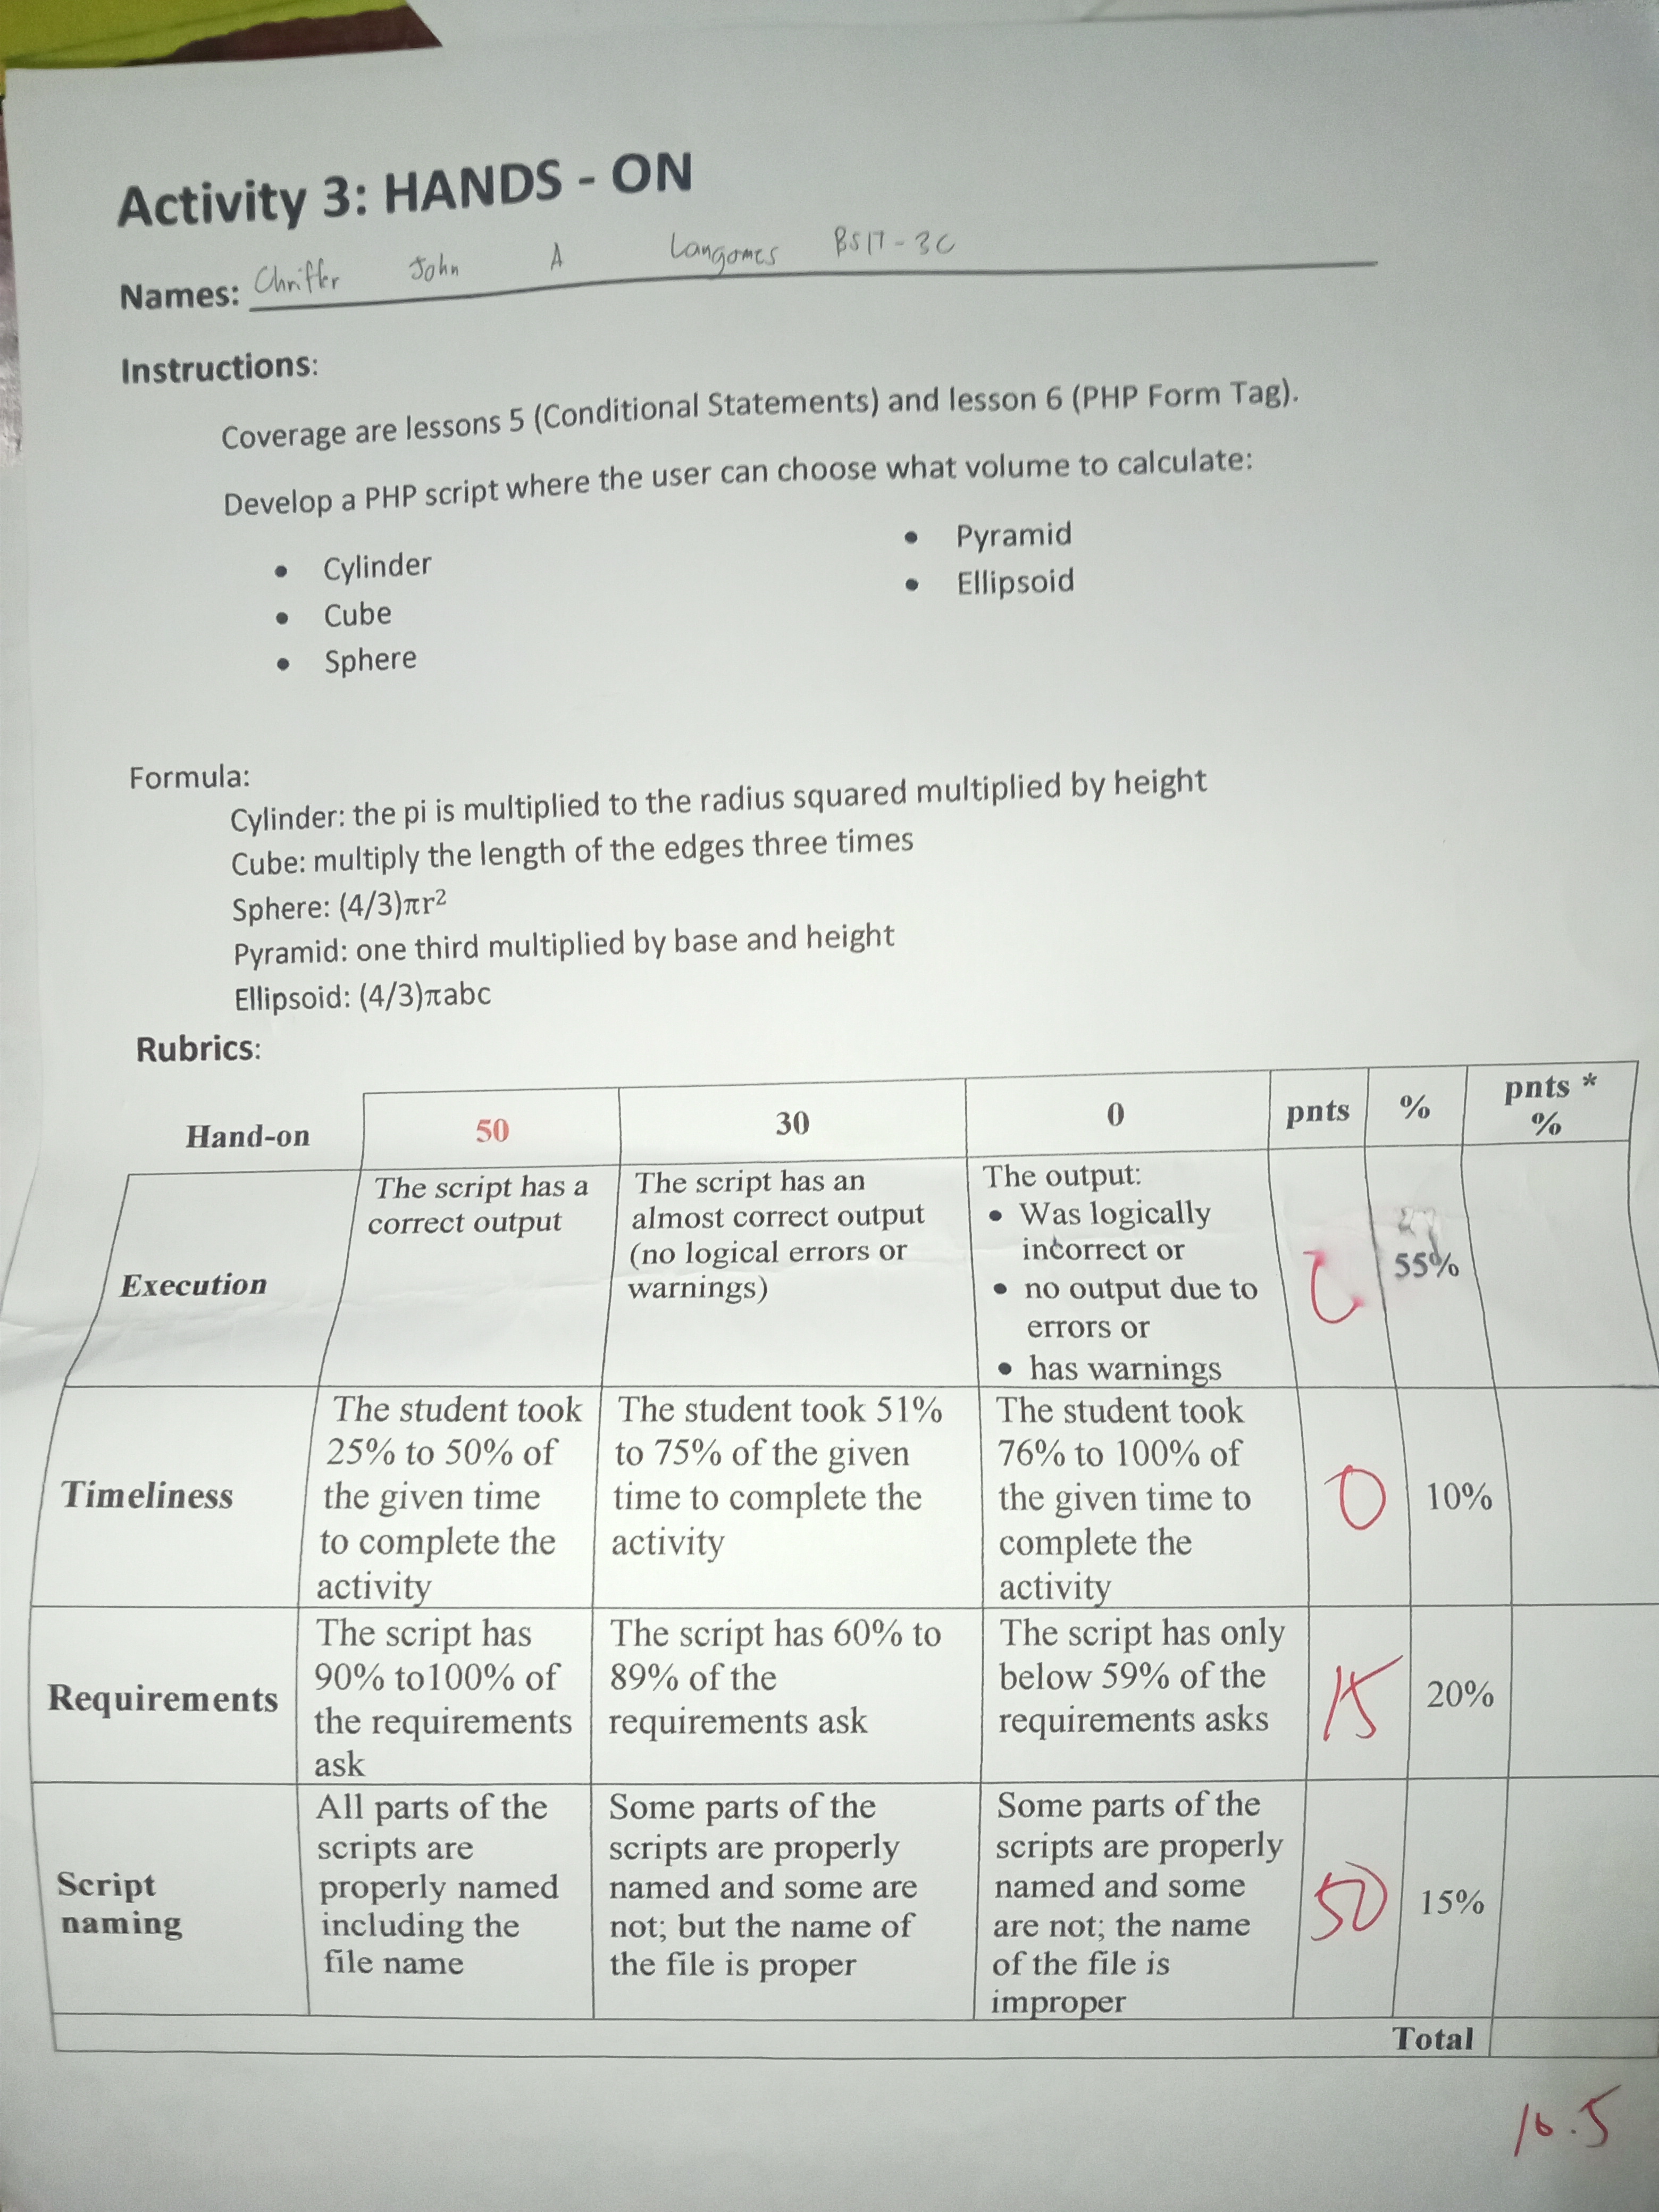 Activity 3: HANDS - ON
Names: Chrifter John A Langomes BSIT-3C
Instructions:
Coverage are lessons 5 (Conditional Statements) and lesson 6 (PHP Form Tag).
Develop a PHP script where the user can choose what volume to calculate:
• Cylinder
• Cube
• Sphere
• Pyramid
• Ellipsoid
Formula:
Cylinder: the pi is multiplied to the radius squared multiplied by height
Cube: multiply the length of the edges three times
Sphere: (4/3)πr²
Pyramid: one third multiplied by base and height
Ellipsoid: (4/3)πabc
Rubrics:
Hand-on 50 30 0 pnts % pnts * %
Execution
The script has a
correct output
The script has an
almost correct output
(no logical errors or
warnings)
The output:
• Was logically
incorrect or
• no output due to
errors or
• has warnings
55%
Timeliness
The student took
25% to 50% of
the given time
to complete the
activity
The student took 51%
to 75% of the given
time to complete the
activity
The student took
76% to 100% of
the given time to
complete the
activity
0
10%
Requirements
The script has
90% to100% of
the requirements
ask
The script has 60% to
89% of the
requirements ask
The script has only
below 59% of the
requirements asks
15
20%
Script
naming
All parts of the
scripts are
properly named
including the
file name
Some parts of the
scripts are properly
named and some are
not; but the name of
the file is proper
Some parts of the
scripts are properly
named and some
are not; the name
of the file is
improper
50
15%
Total
10.5